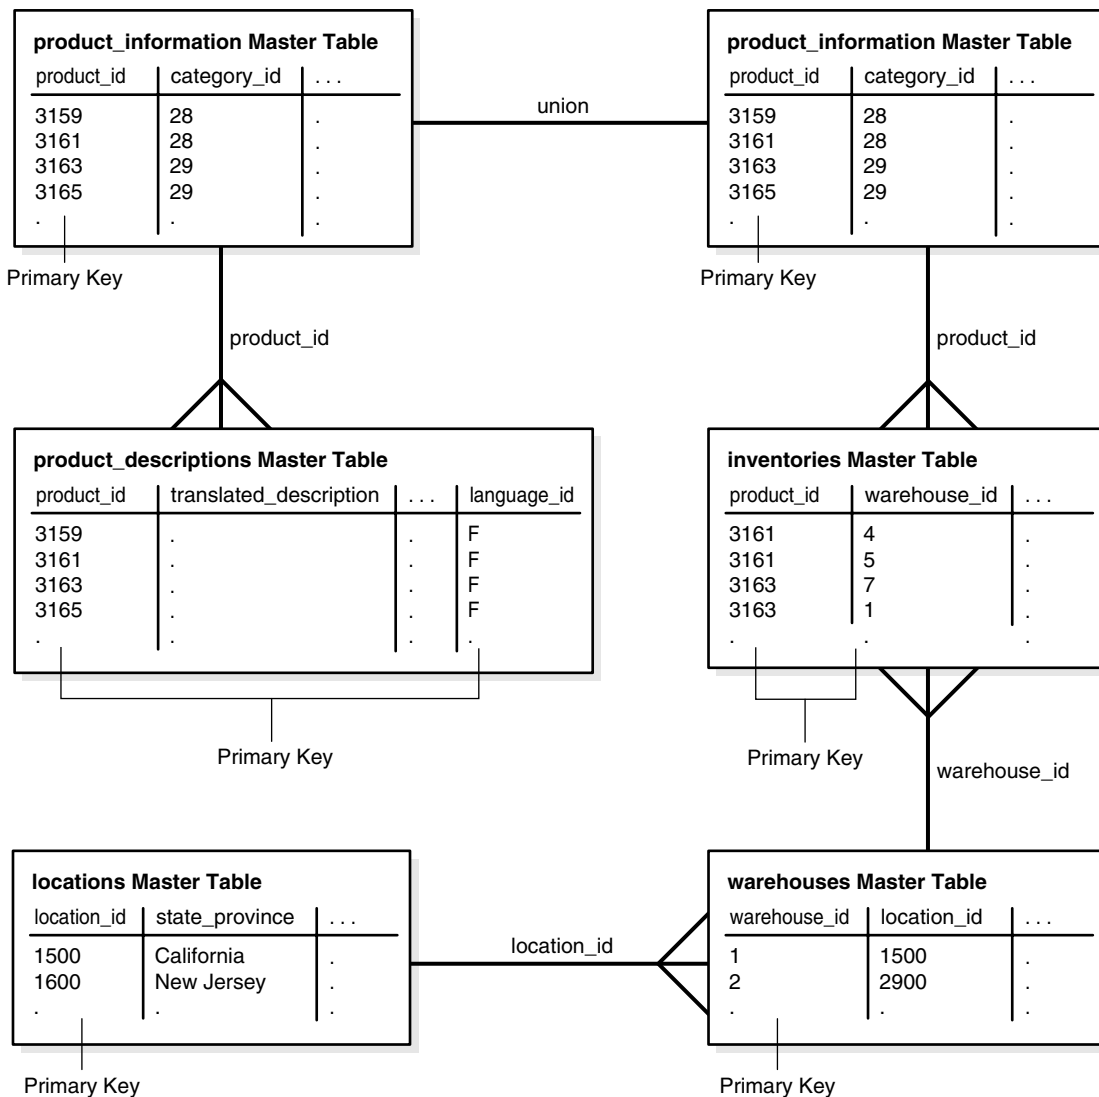 product_information Master Table
product_id category_id ...
3159 28 .
3161 28 .
3163 29 .
3165 29 .
. . .
Primary Key
union
product_information Master Table
product_id category_id ...
3159 28 .
3161 28 .
3163 29 .
3165 29 .
. . .
Primary Key
product_id
product_id
product_descriptions Master Table
product_id translated_description ... language_id
3159 . . F
3161 . . F
3163 . . F
3165 . . F
. . . .
Primary Key
inventories Master Table
product_id warehouse_id ...
3161 4 .
3161 5 .
3163 7 .
3163 1 .
. . .
Primary Key
warehouse_id
locations Master Table
location_id state_province ...
1500 California .
1600 New Jersey .
. . .
Primary Key
location_id
warehouses Master Table
warehouse_id location_id ...
1 1500 .
2 2900 .
. . .
Primary Key